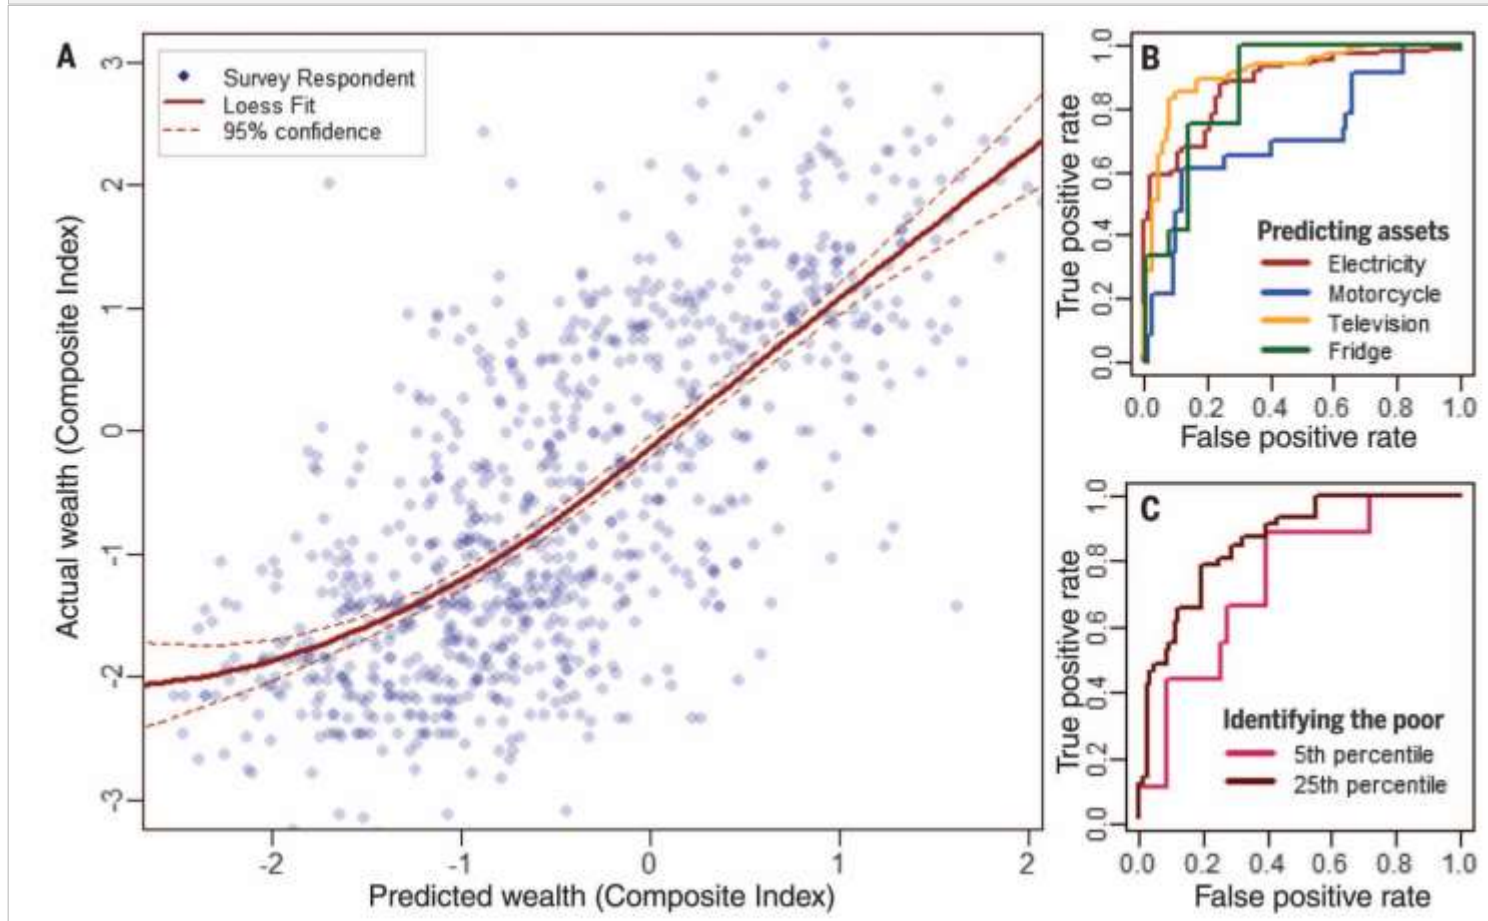 A
Survey Respondent
Loess Fit
95% confidence
Actual wealth (Composite Index)
3
2
1
0
-1
-2
-3
-2
-1
0
1
2
Predicted wealth (Composite Index)
B
True positive rate
1.0
0.8
0.6
0.4
0.2
0.0
Predicting assets
Electricity
Motorcycle
Television
Fridge
0.0 0.2 0.4 0.6 0.8 1.0
False positive rate
C
True positive rate
1.0
0.8
0.6
0.4
0.2
0.0
Identifying the poor
5th percentile
25th percentile
0.0 0.2 0.4 0.6 0.8 1.0
False positive rate